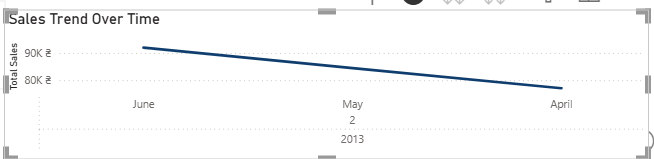 Sales Trend Over Time
Total Sales
90K ₴
80K ₴
June May April
2
2013